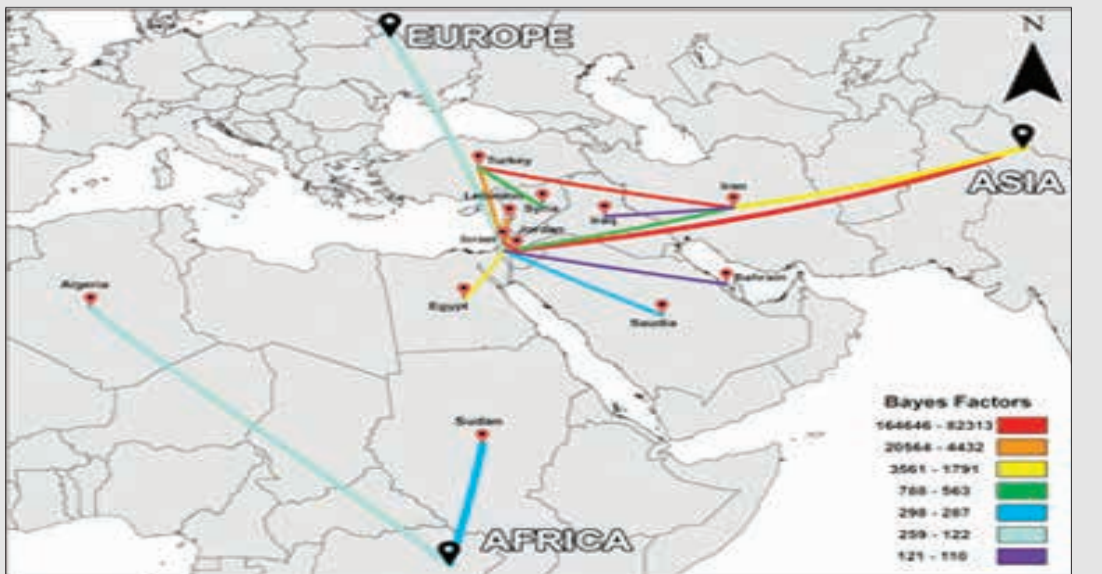 N
EUROPE
ASIA
Turkey
Iran
Lebanon
Syria
Iraq
Israel
Jordan
Bahrain
Algeria
Egypt
Saudia
Sudan
AFRICA
Bayes Factors
164646 - 82313
20564 - 4432
3561 - 1791
788 - 563
298 - 287
259 - 122
121 - 110